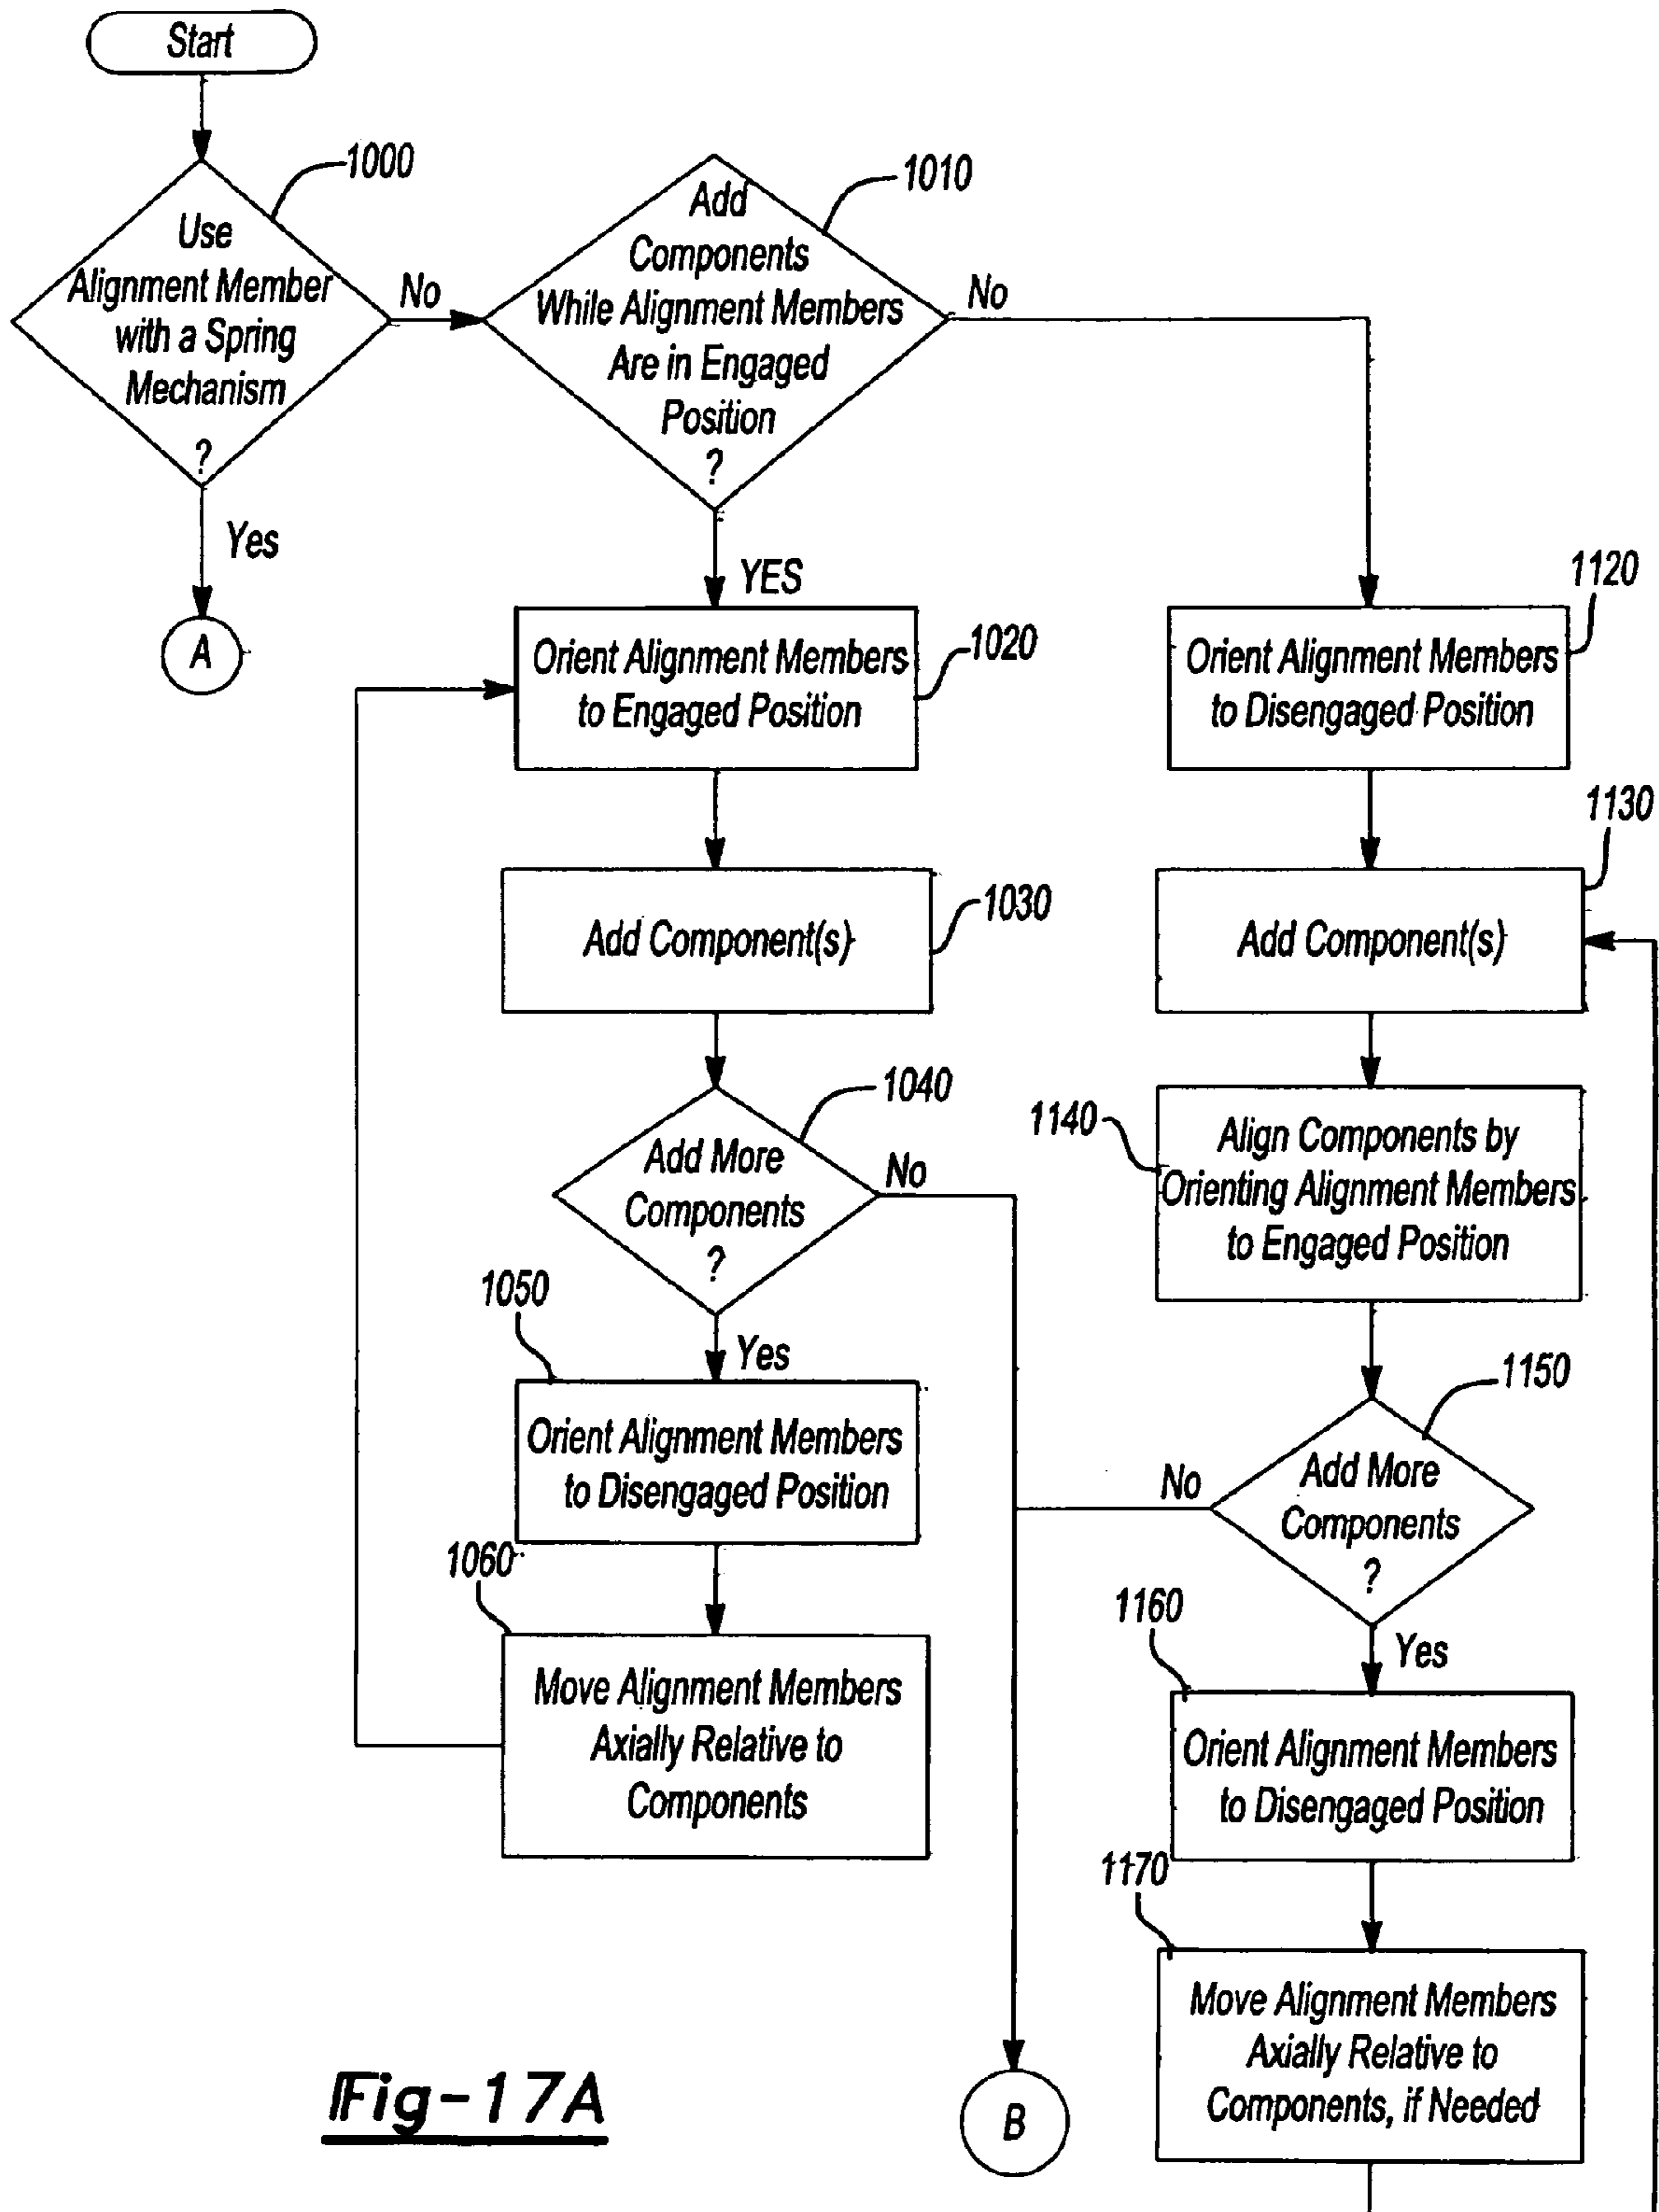 Start
1000
Use
Alignment Member
with a Spring
Mechanism
?
No
Yes
A
1010
Add
Components
While Alignment Members
Are in Engaged
Position
?
No
YES
1020
Orient Alignment Members
to Engaged Position
1030
Add Component(s)
1040
Add More
Components
?
No
Yes
1050
Orient Alignment Members
to Disengaged Position
1060
Move Alignment Members
Axially Relative to
Components
1120
Orient Alignment Members
to Disengaged Position
1130
Add Component(s)
1140
Align Components by
Orienting Alignment Members
to Engaged Position
1150
Add More
Components
?
No
Yes
1160
Orient Alignment Members
to Disengaged Position
1170
Move Alignment Members
Axially Relative to
Components, if Needed
B
Fig-17A